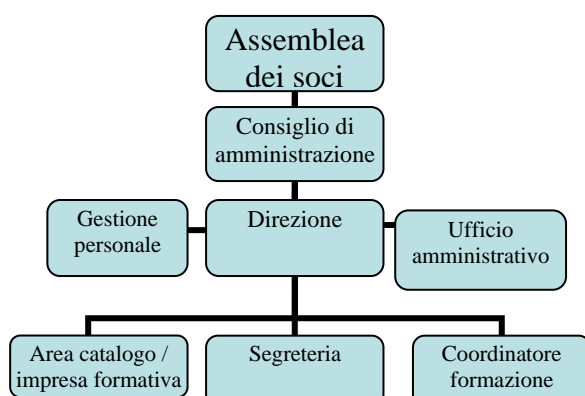 Assemblea
dei soci
Consiglio di
amministrazione
Gestione
personale
Direzione
Ufficio
amministrativo
Area catalogo /
impresa formativa
Segreteria
Coordinatore
formazione